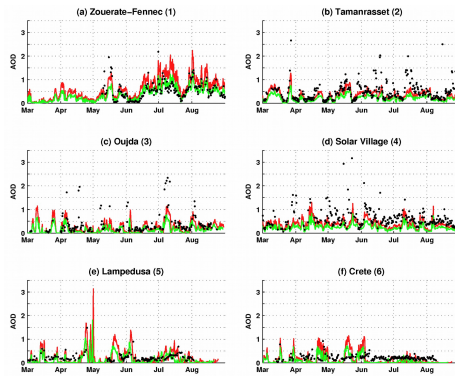 (a) Zouerate–Fennec (1)
(b) Tamanrasset (2)
3
3
AOD
2
AOD
2
1
1
0
0
Mar Apr May Jun Jul Aug
Mar Apr May Jun Jul Aug
(c) Oujda (3)
(d) Solar Village (4)
3
3
AOD
2
AOD
2
1
1
0
0
Mar Apr May Jun Jul Aug
Mar Apr May Jun Jul Aug
(e) Lampedusa (5)
(f) Crete (6)
3
3
AOD
2
AOD
2
1
1
0
0
Mar Apr May Jun Jul Aug
Mar Apr May Jun Jul Aug